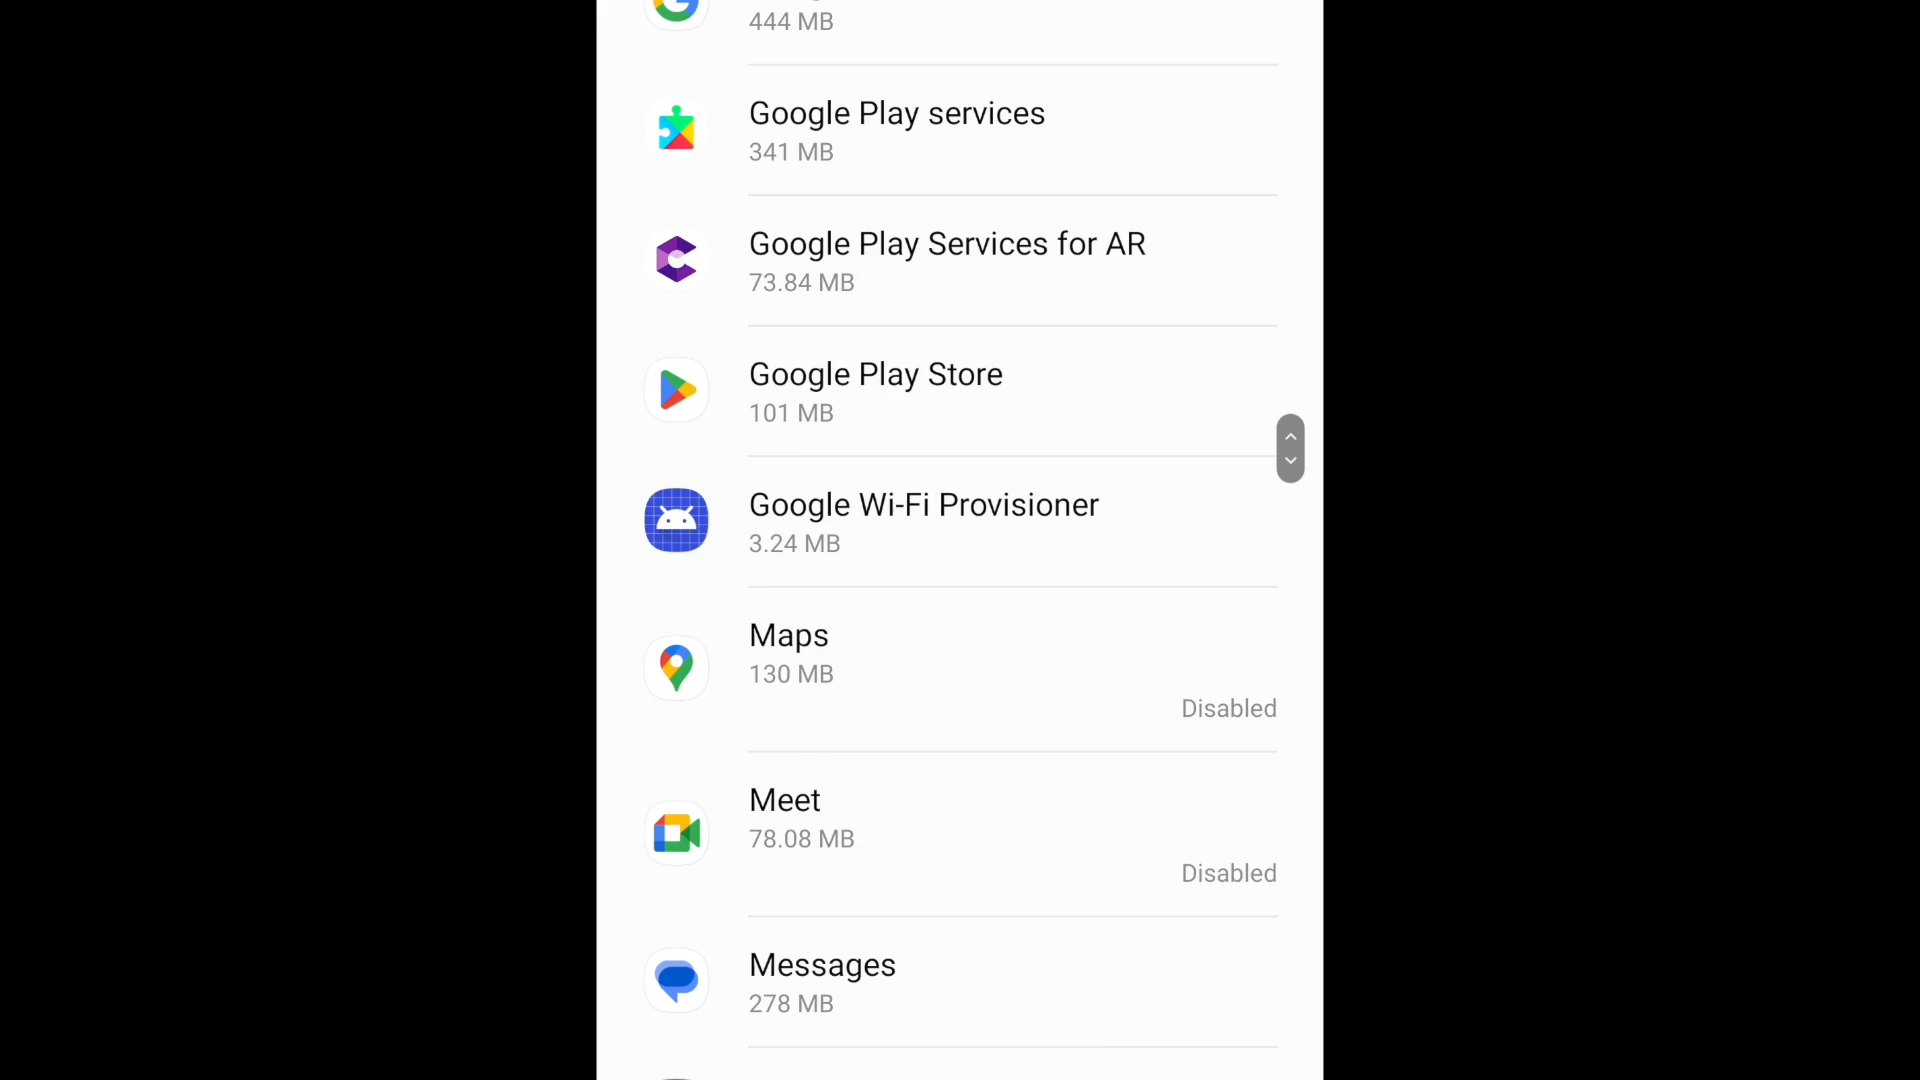 444 MB
Google Play services
341 MB
Google Play Services for AR
73.84 MB
Google Play Store
101 MB
Google Wi-Fi Provisioner
3.24 MB
Maps
130 MB
Disabled
Meet
78.08 MB
Disabled
Messages
278 MB